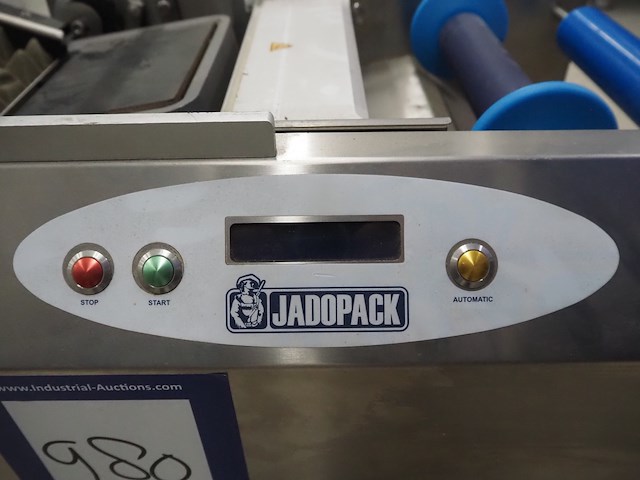 STOP
START
AUTOMATIC
JADOPACK
www.Industrial-Auctions.com
980